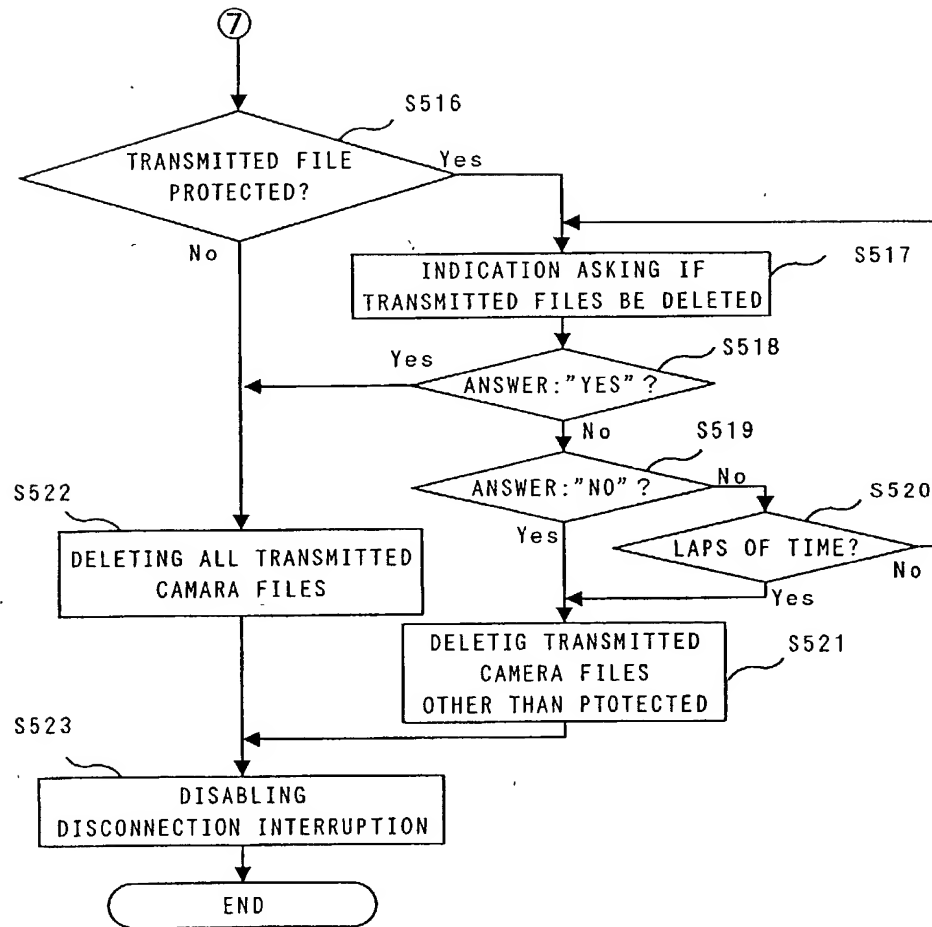 7
S516
TRANSMITTED FILE
PROTECTED?
Yes
No
S517
INDICATION ASKING IF
TRANSMITTED FILES BE DELETED
S518
Yes
ANSWER:"YES"?
No
S519
ANSWER:"NO"?
No
S520
Yes
LAPS OF TIME?
No
Yes
S522
DELETING ALL TRANSMITTED
CAMARA FILES
S521
DELETIG TRANSMITTED
CAMERA FILES
OTHER THAN PTOTECTED
S523
DISABLING
DISCONNECTION INTERRUPTION
END